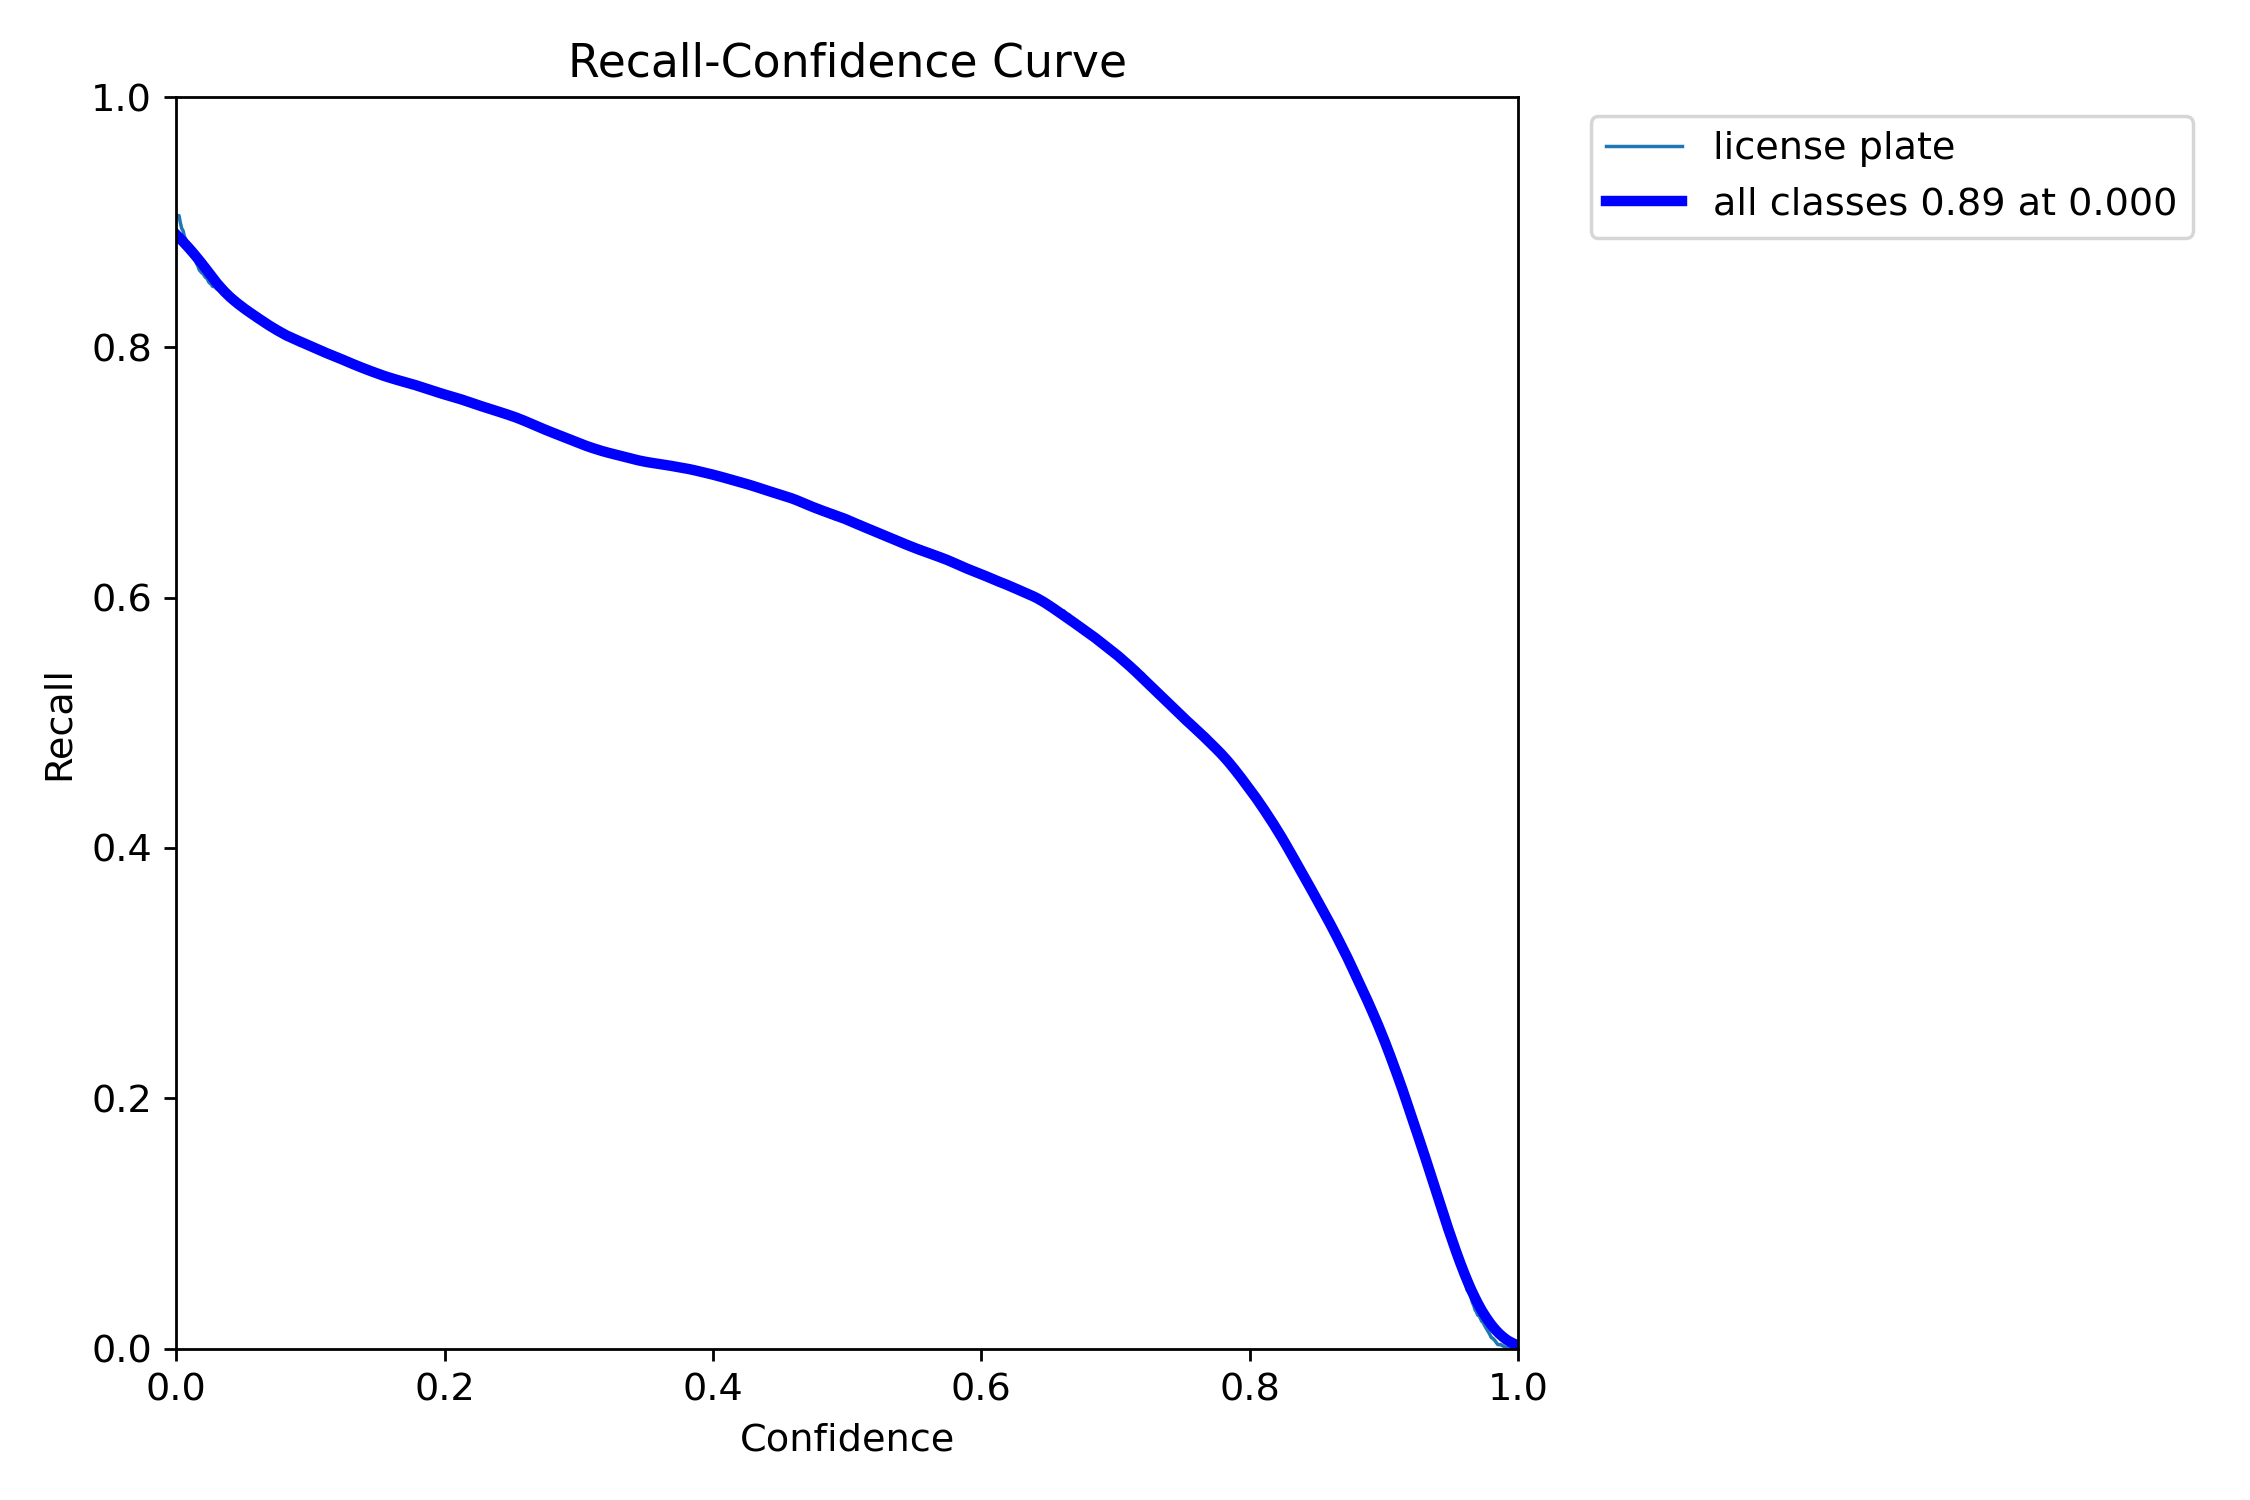 Recall-Confidence Curve
license plate
all classes 0.89 at 0.000
1.0
0.8
0.6
0.4
0.2
0.0
Recall
0.0 0.2 0.4 0.6 0.8 1.0
Confidence